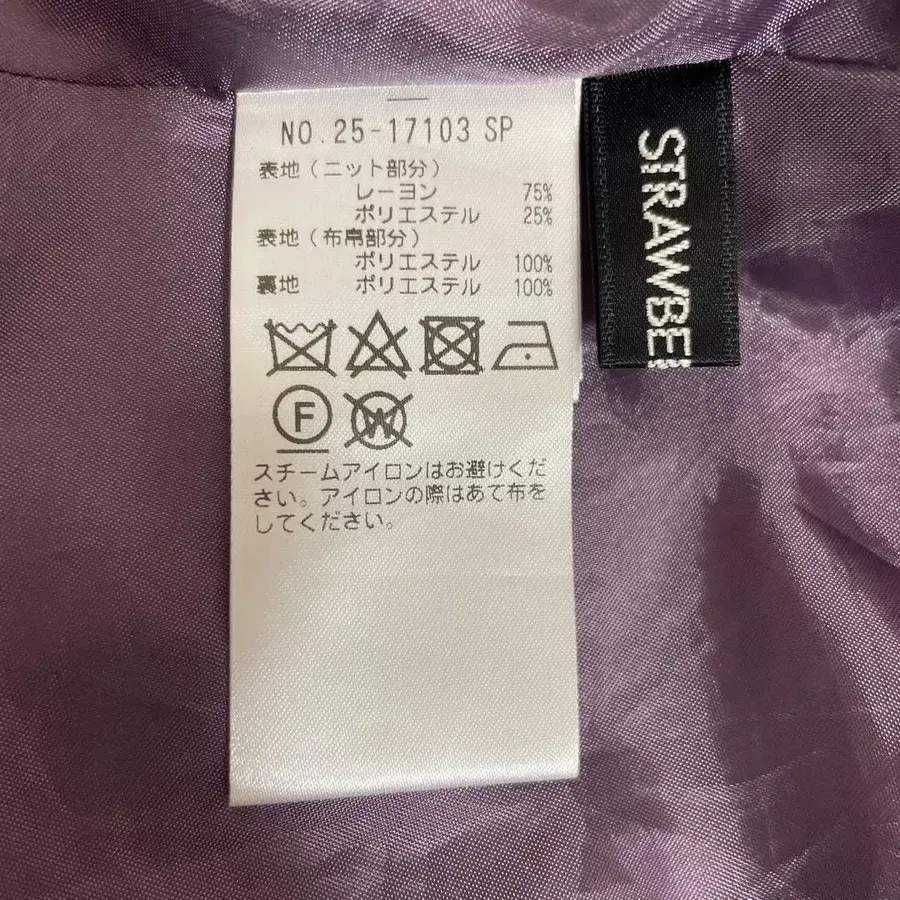 NO.25-17103 SP
表地(ニット部分)
レーヨン 75%
ポリエステル 25%
表地(布帛部分)
ポリエステル 100%
裏地 ポリエステル 100%
F
W
スチームアイロンはお避けくだ
さい。アイロンの際はあて布を
してください。
STRAWBE